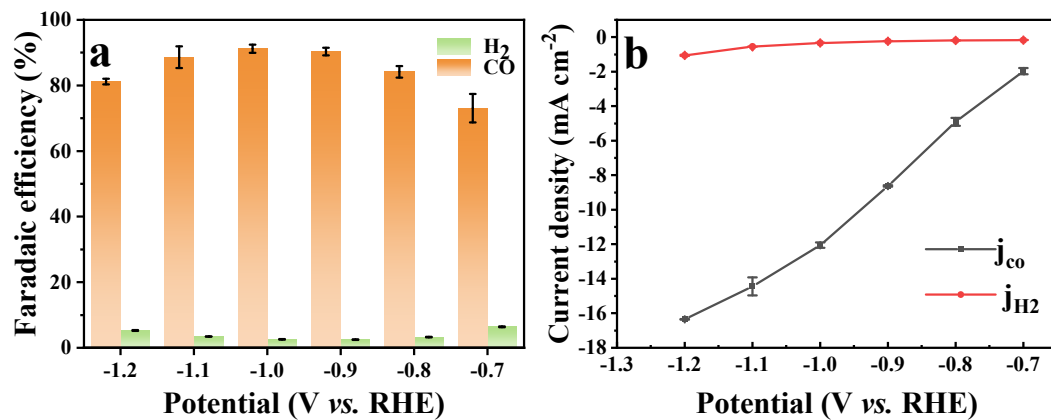 a
H₂
CO
Faradaic efficiency (%)
100
80
60
40
20
0
-1.2 -1.1 -1.0 -0.9 -0.8 -0.7
Potential (V vs. RHE)
b
Current density (mA cm⁻²)
0
-2
-4
-6
-8
-10
-12
-14
-16
-18
jco
jH2
-1.3 -1.2 -1.1 -1.0 -0.9 -0.8 -0.7
Potential (V vs. RHE)